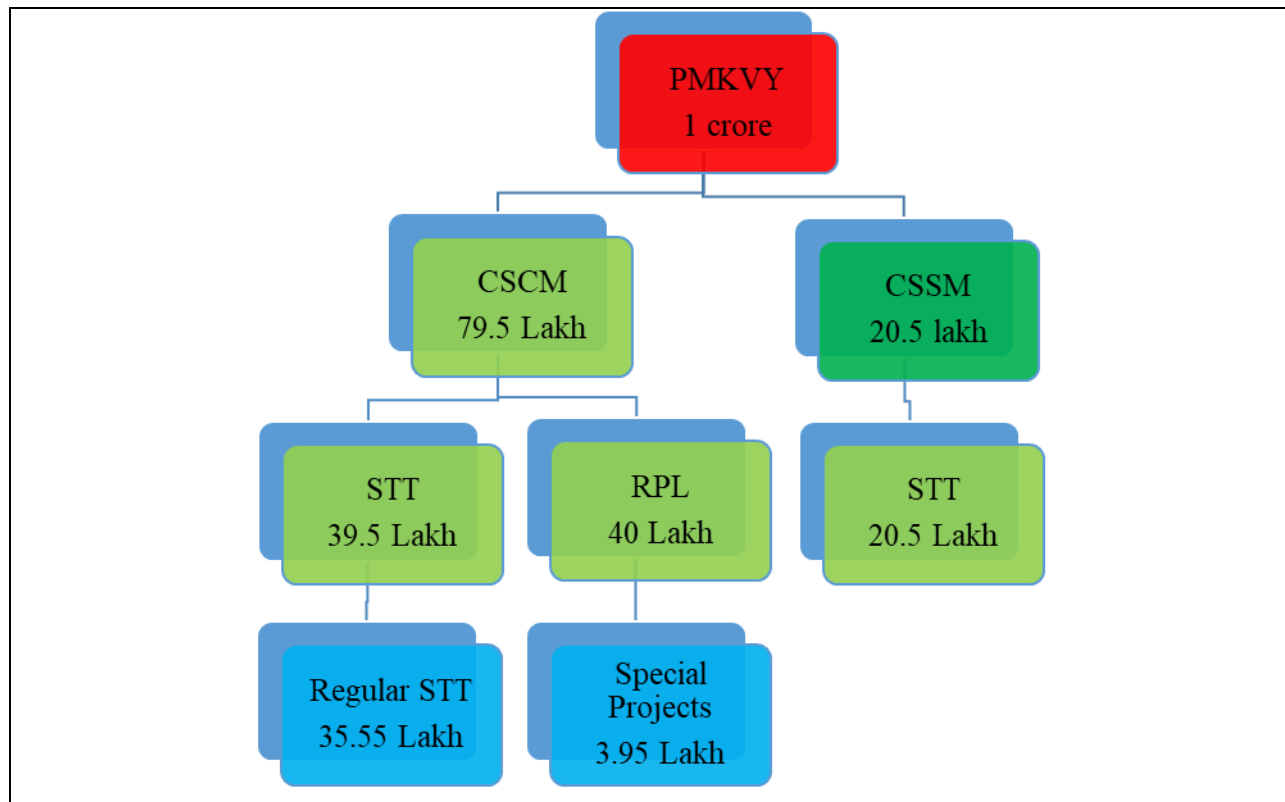 PMKVY
1 crore
CSCM
79.5 Lakh
CSSM
20.5 lakh
STT
39.5 Lakh
RPL
40 Lakh
STT
20.5 Lakh
Regular STT
35.55 Lakh
Special
Projects
3.95 Lakh